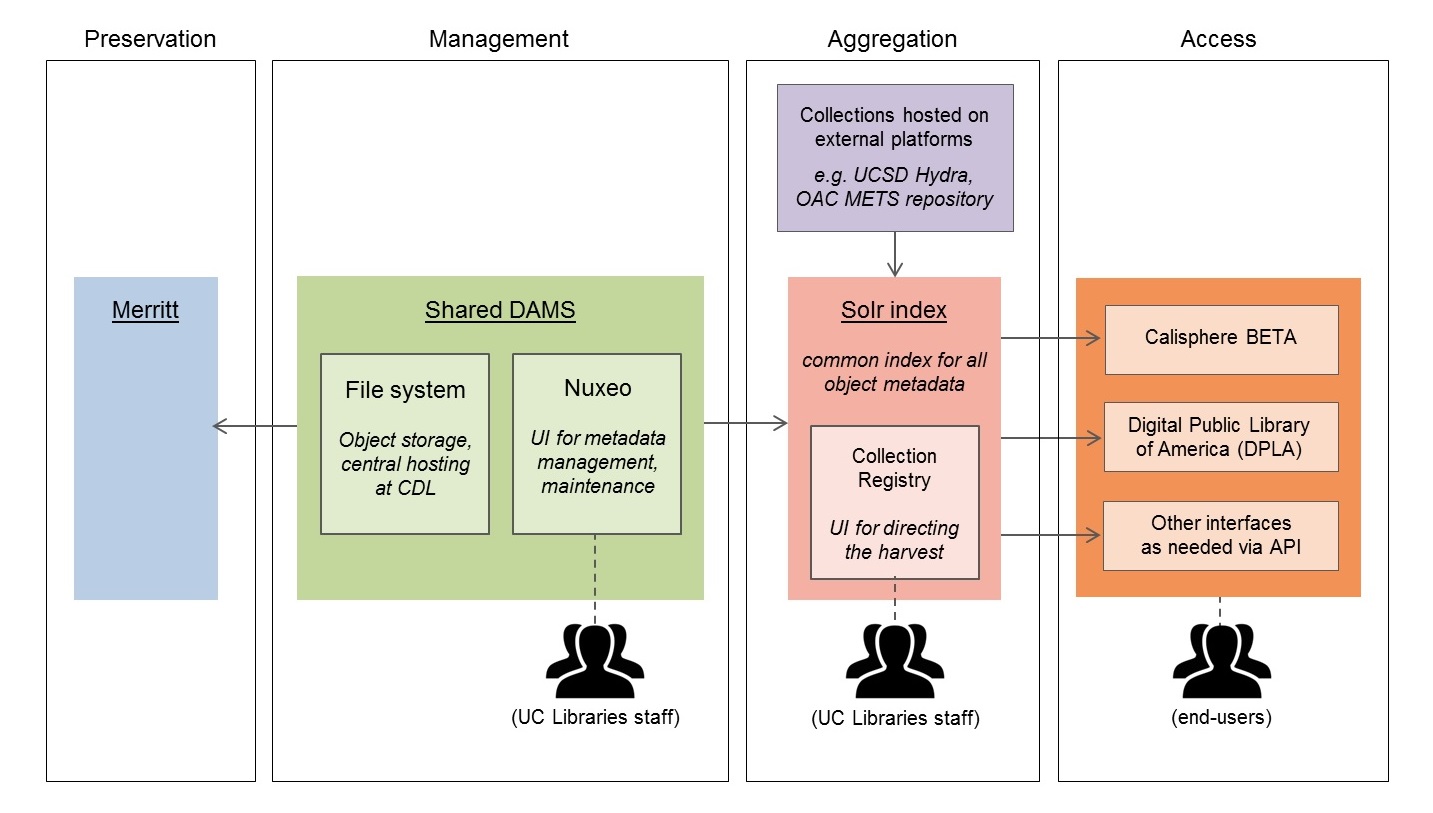 Preservation
Management
Aggregation
Access
Collections hosted on
external platforms
e.g. UCSD Hydra,
OAC METS repository
Merritt
Shared DAMS
File system
Object storage,
central hosting
at CDL
Nuxeo
UI for metadata
management,
maintenance
(UC Libraries staff)
Solr index
common index for all
object metadata
Collection
Registry
UI for directing
the harvest
(UC Libraries staff)
Calisphere BETA
Digital Public Library
of America (DPLA)
Other interfaces
as needed via API
(end-users)